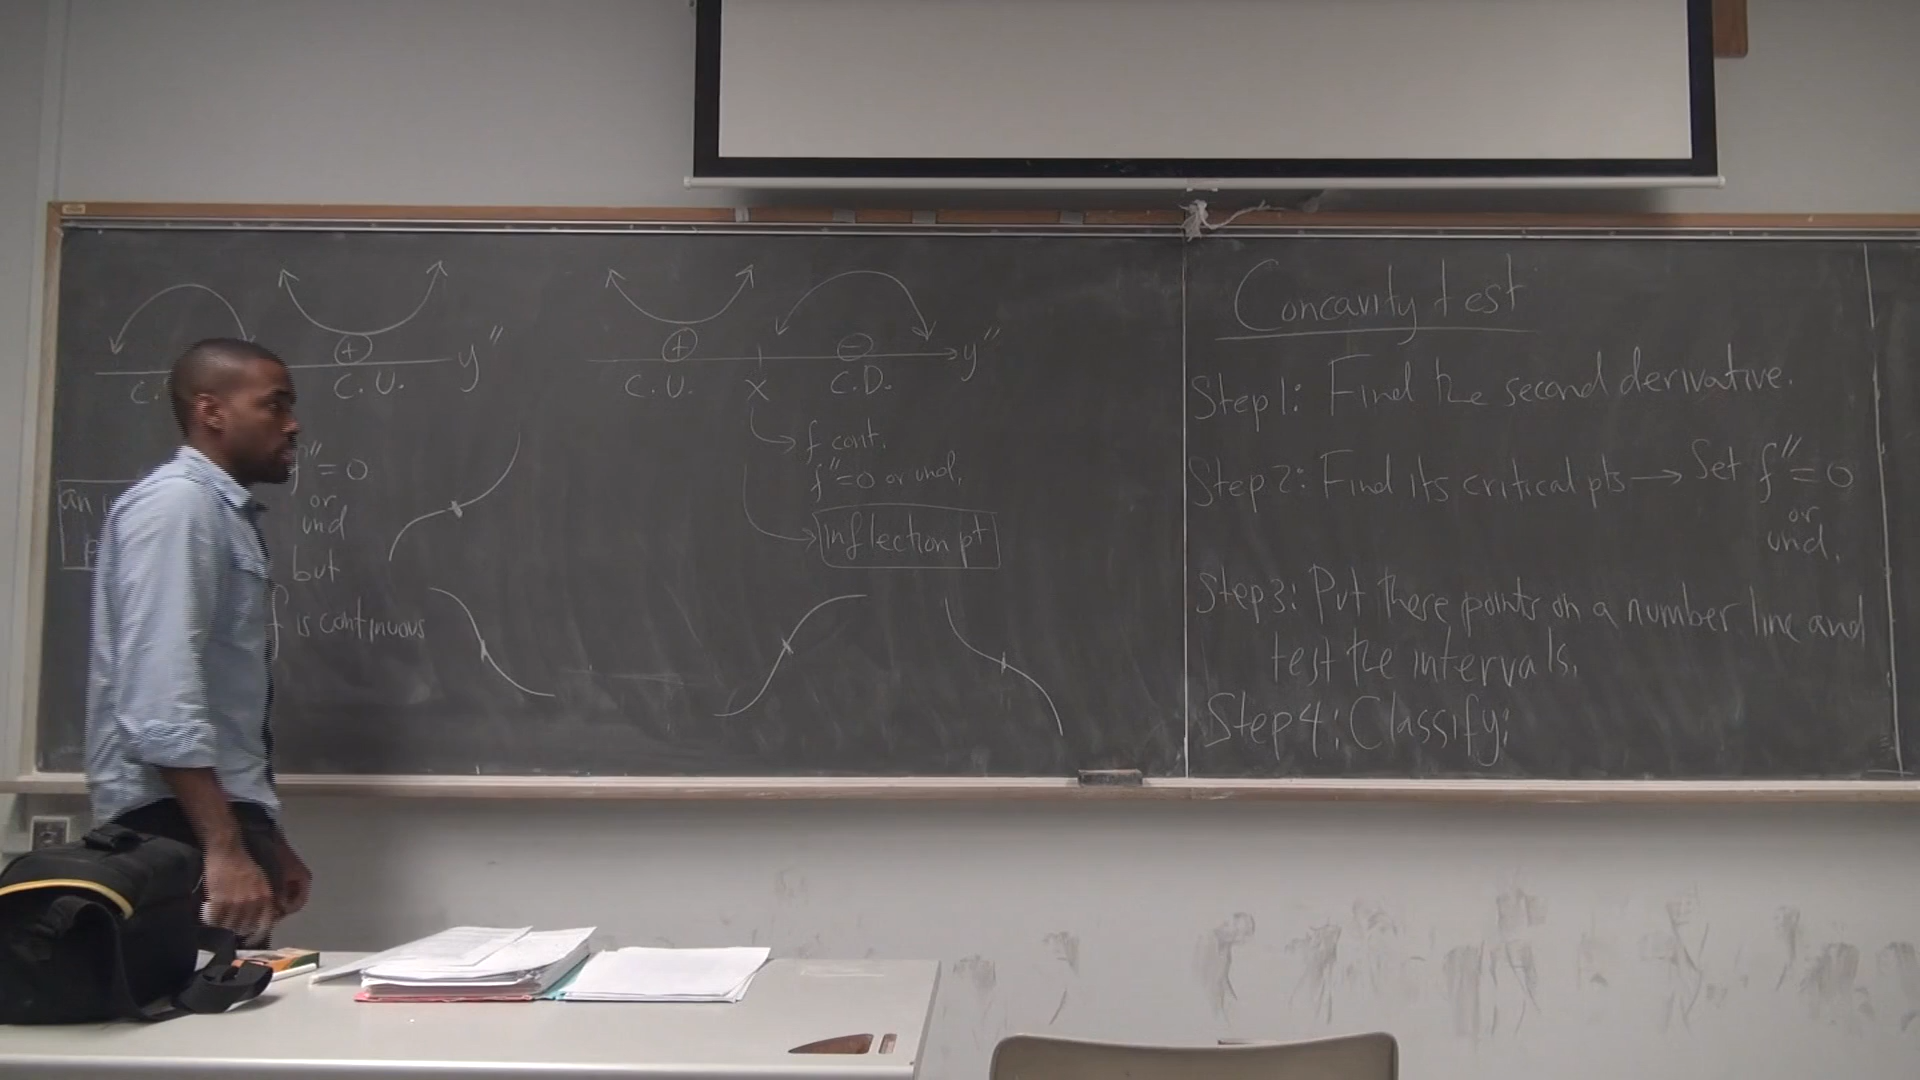 ⊕ y"
C. C. U.
⊕ ⊖ y"
C. U. X C.D.
f cont.
f"=0 or und.
inflection pt
an
" = 0
or
und
but
f is continuous
Concavity test
Step 1: Find the second derivative.
Step 2: Find its critical pts → Set f" = 0
or
und.
Step 3: Put these points on a number line and
test the intervals.
Step 4: Classify: